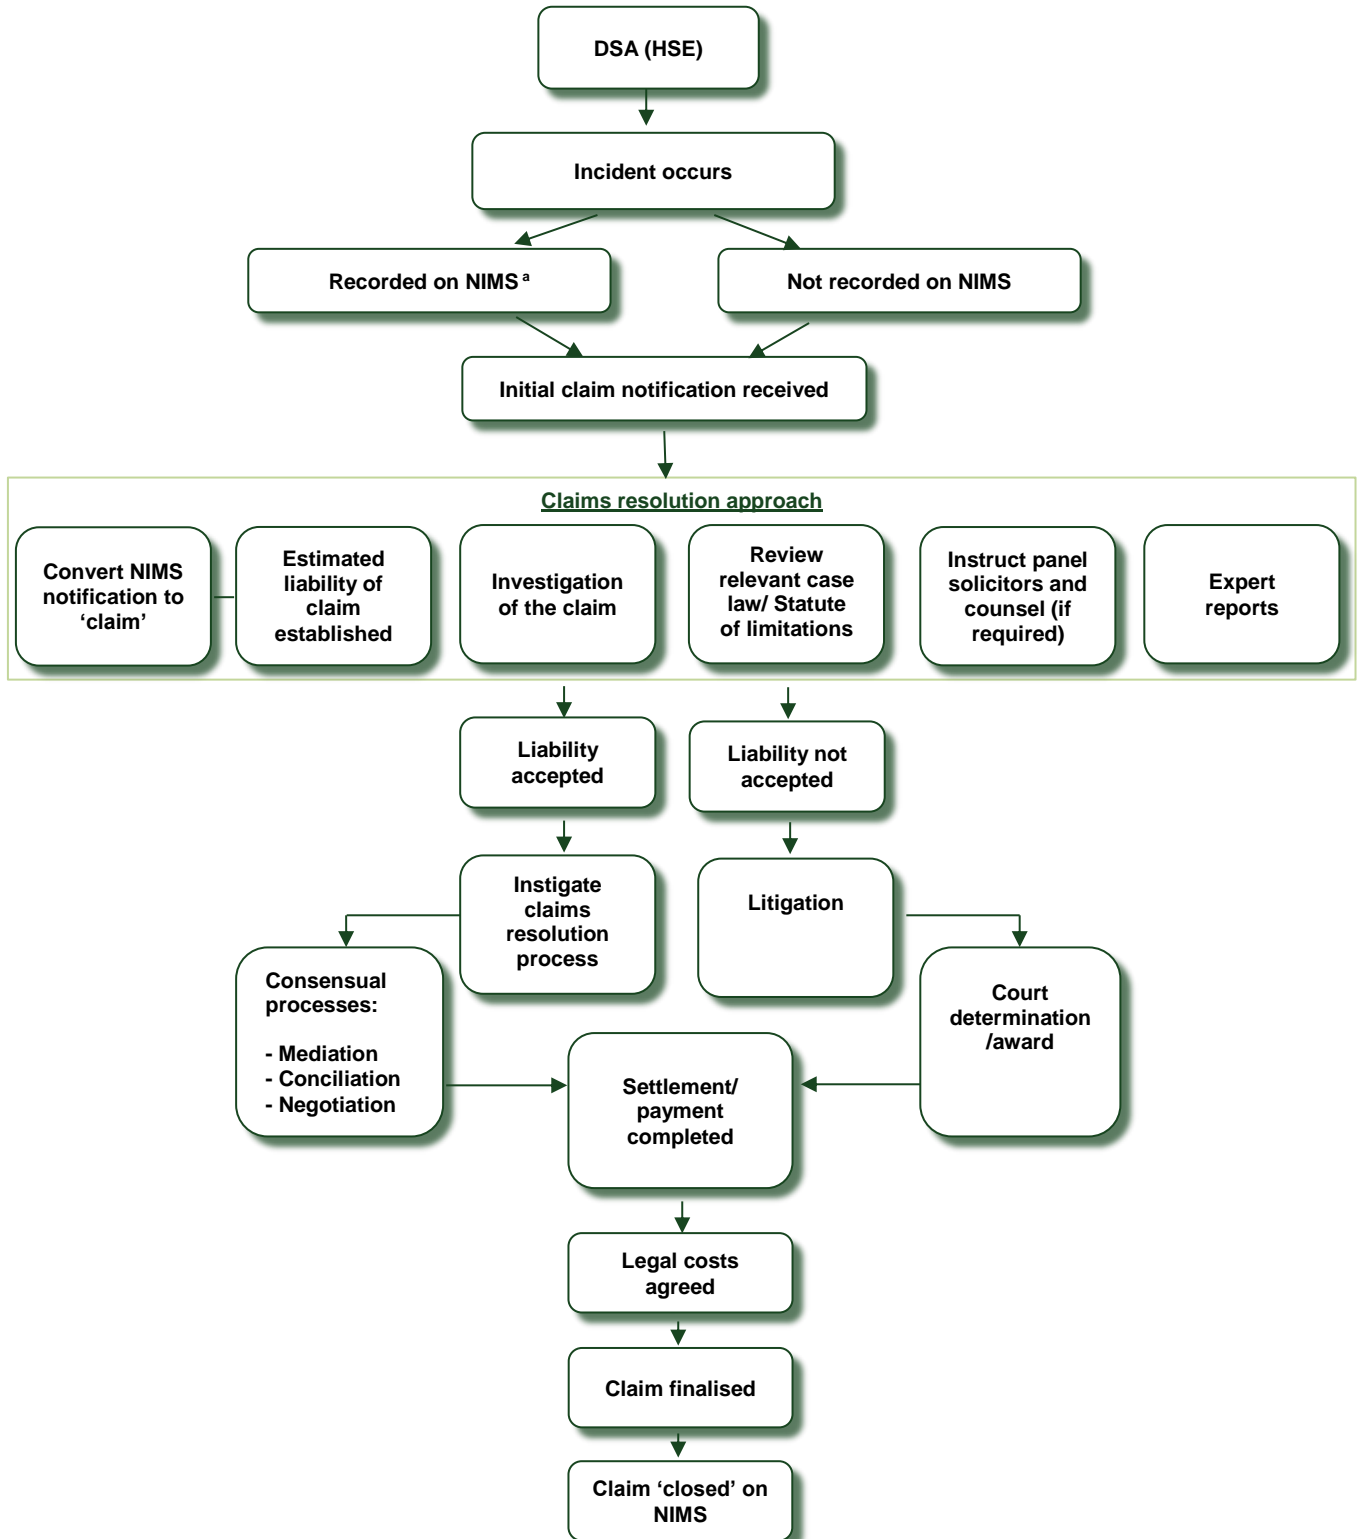 DSA (HSE)
Incident occurs
Recorded on NIMS a
Not recorded on NIMS
Initial claim notification received
Claims resolution approach
Convert NIMS
notification to
‘claim’
Estimated
liability of
claim
established
Investigation
of the claim
Review
relevant case
law/ Statute
of limitations
Instruct panel
solicitors and
counsel (if
required)
Expert
reports
Liability
accepted
Liability not
accepted
Instigate
claims
resolution
process
Litigation
Consensual
processes:
- Mediation
- Conciliation
- Negotiation
Court
determination
/award
Settlement/
payment
completed
Legal costs
agreed
Claim finalised
Claim ‘closed’ on
NIMS